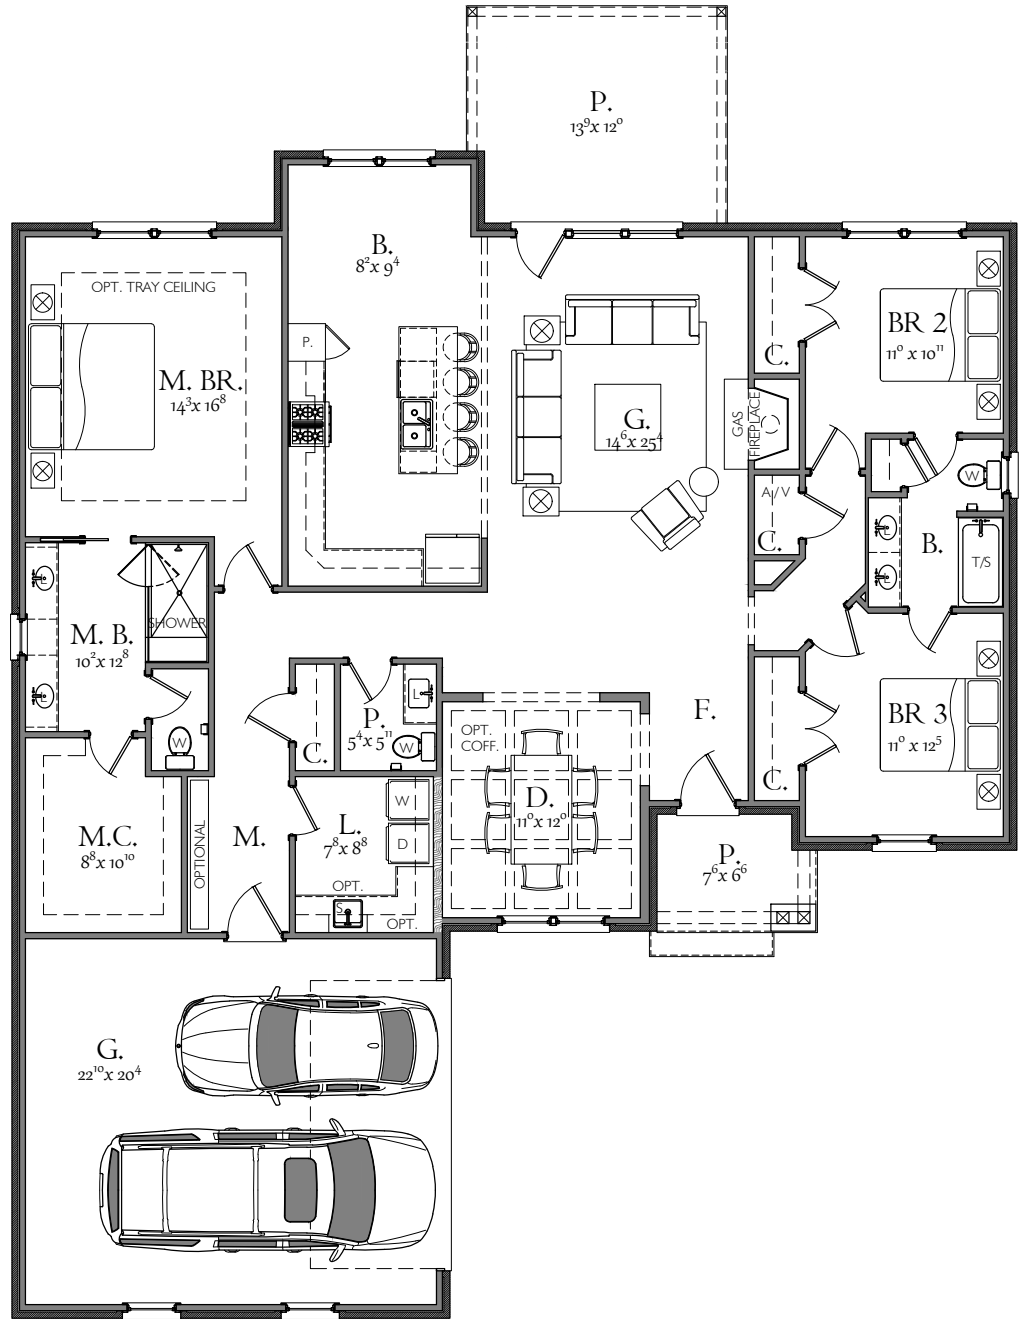 P.
13⁹x 12⁰
B.
8²x 9⁴
OPT. TRAY CEILING
M. BR.
14³x 16⁸
P.
C.
BR 2
11⁰ x 10¹¹
G.
14⁶x 25⁴
GAS
FIREPLACE
A/V
C.
W
B.
L
L
T/S
SHOWER
L
L
M. B.
10²x 12⁸
W
P.
5⁴x 5¹¹
L
W
C.
OPT.
COFF.
F.
BR 3
11⁰ x 12⁵
C.
D.
11⁰x 12⁰
M.C.
8⁸x 10¹⁰
OPTIONAL
M.
L.
7⁸x 8⁸
W
D
OPT.
S
OPT.
P.
7⁶x 6⁶
G.
22¹⁰x 20⁴